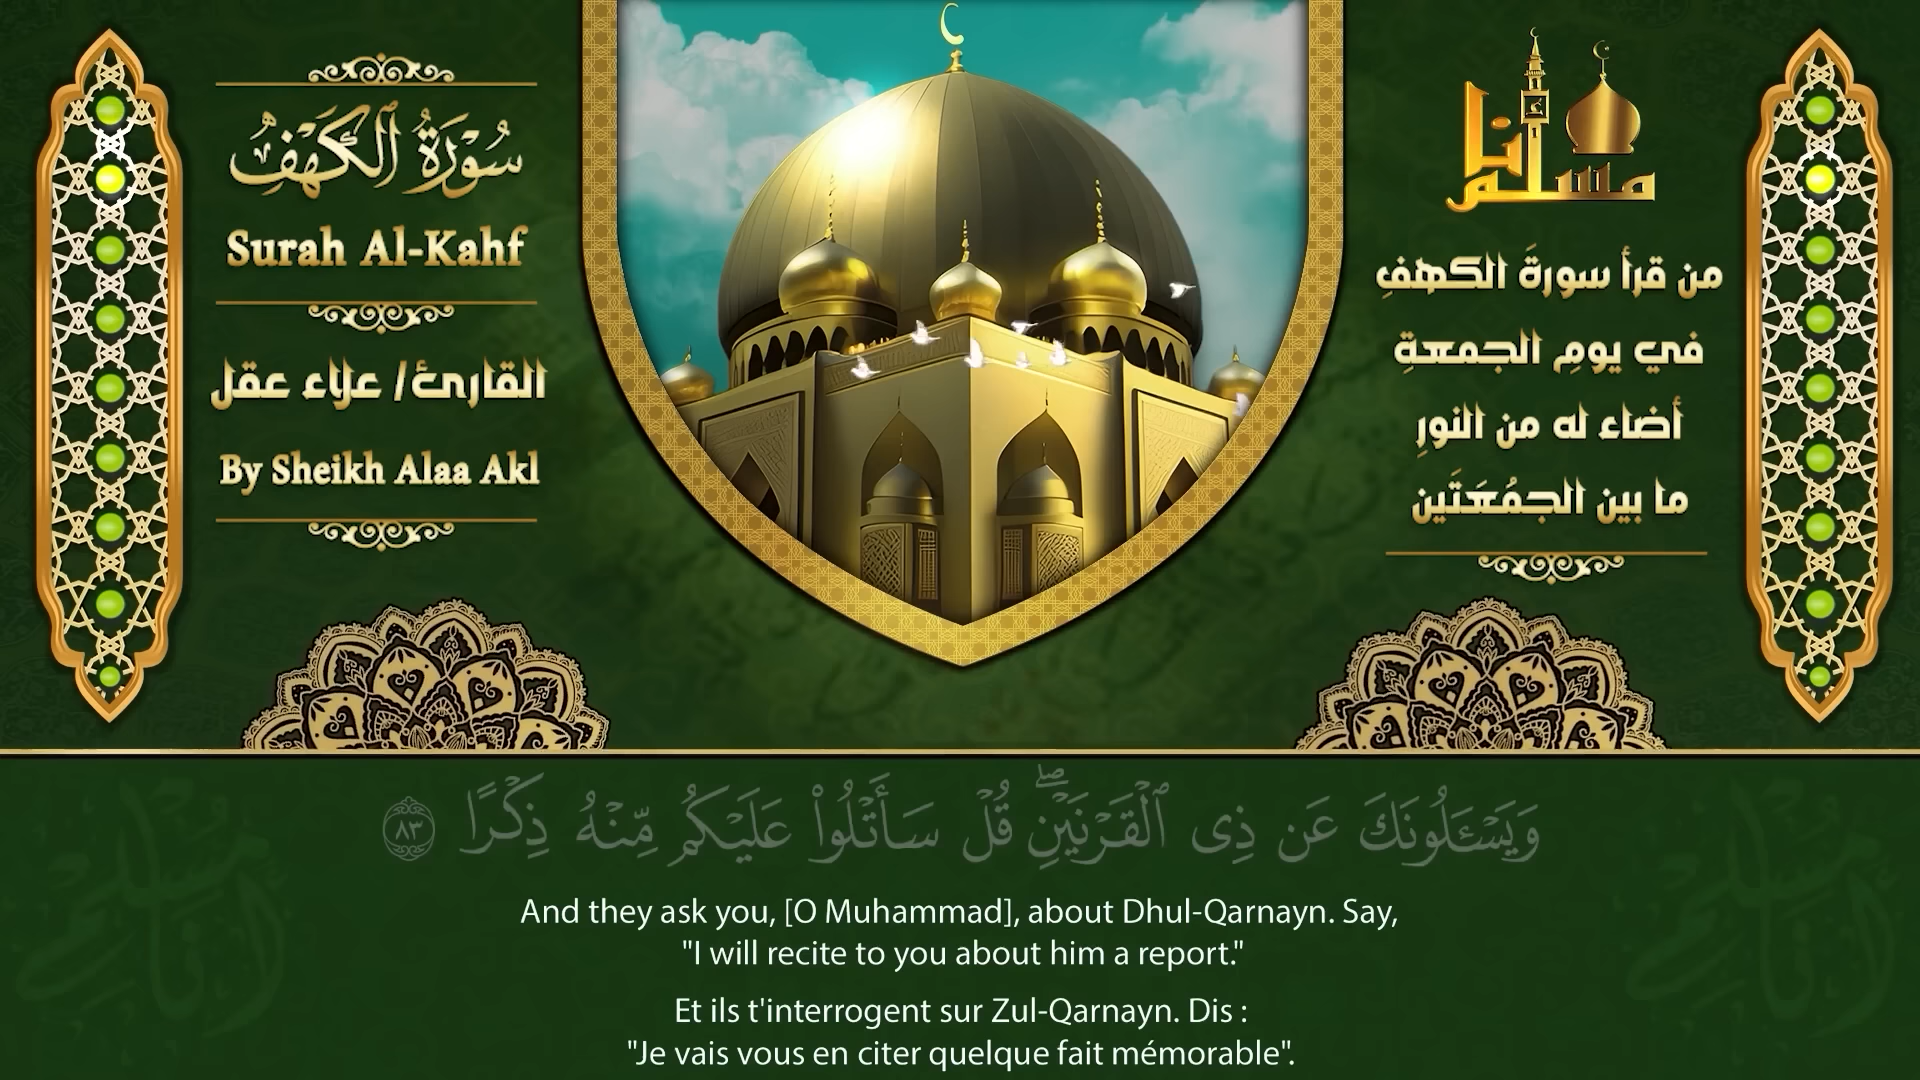 سُورَةُ الكَهْفِ
Surah Al-Kahf
القارئ/ علاء عقل
By Sheikh Alaa Akl
أنا مسلم
من قرأ سورةَ الكهفِ
في يومِ الجمعةِ
أضاء له من النورِ
ما بين الجمُعَتَين
وَيَسْـَٔلُونَكَ عَن ذِى ٱلْقَرْنَيْنِ ۖ قُلْ سَأَتْلُوا۟ عَلَيْكُم مِّنْهُ ذِكْرًا ٨٣
And they ask you, [O Muhammad], about Dhul-Qarnayn. Say,
"I will recite to you about him a report."
Et ils t'interrogent sur Zul-Qarnayn. Dis :
"Je vais vous en citer quelque fait mémorable".